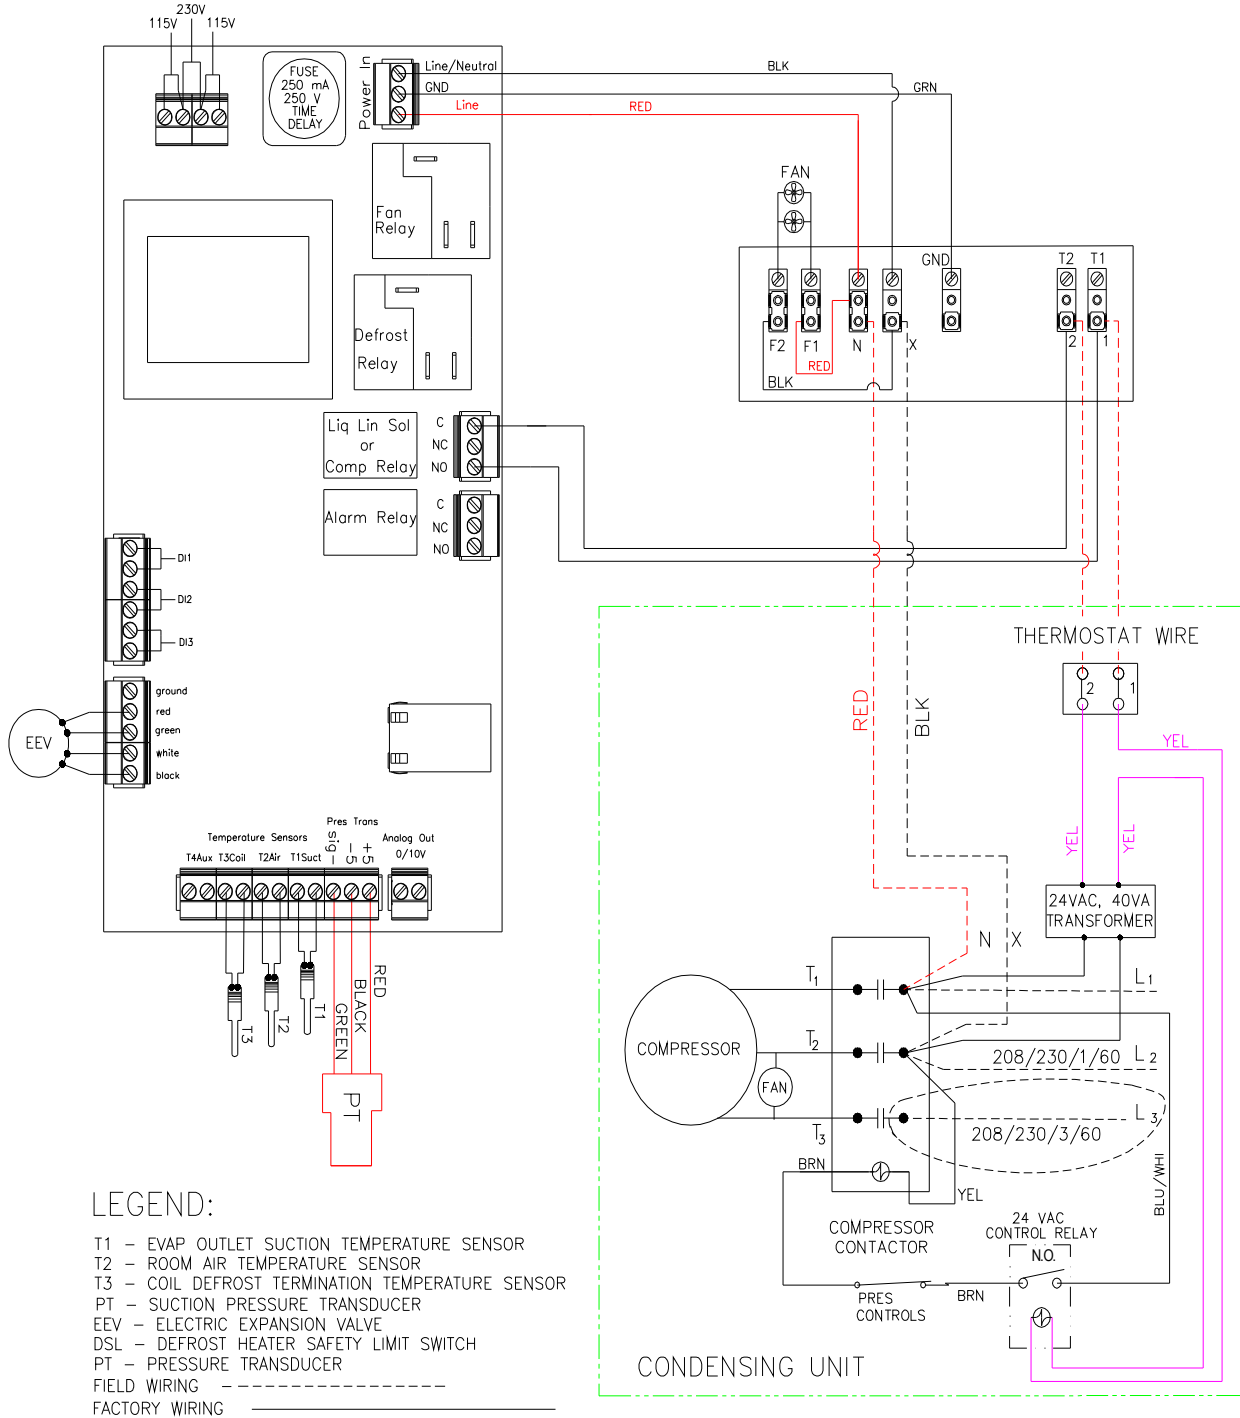 230V
115V 115V
FUSE
250 mA
250 V
TIME
DELAY
Power In
Line/Neutral
GND
Line
BLK
GRN
RED
Fan
Relay
Defrost
Relay
FAN
GND
T2 T1
F2 F1 N X 2 1
RED
BLK
Liq Lin Sol
or
Comp Relay
C
NC
NO
Alarm Relay
C
NC
NO
DI1
DI2
DI3
ground
red
green
white
black
EEV
Temperature Sensors
T4Aux T3Coil T2Air T1Suct
Pres Trans
sig-
-5
+5
Analog Out
0/10V
T3
T2
T1
GREEN
BLACK
RED
PT
THERMOSTAT WIRE
2 1
RED
BLK
YEL
YEL
YEL
24VAC, 40VA
TRANSFORMER
N X
T1
L1
COMPRESSOR
T2
208/230/1/60 L2
FAN
L3
T3
208/230/3/60
BRN
YEL
BLU/WHI
COMPRESSOR
CONTACTOR
24 VAC
CONTROL RELAY
N.O.
PRES
CONTROLS
BRN
CONDENSING UNIT
LEGEND:
T1 - EVAP OUTLET SUCTION TEMPERATURE SENSOR
T2 - ROOM AIR TEMPERATURE SENSOR
T3 - COIL DEFROST TERMINATION TEMPERATURE SENSOR
PT - SUCTION PRESSURE TRANSDUCER
EEV - ELECTRIC EXPANSION VALVE
DSL - DEFROST HEATER SAFETY LIMIT SWITCH
PT - PRESSURE TRANSDUCER
FIELD WIRING
FACTORY WIRING